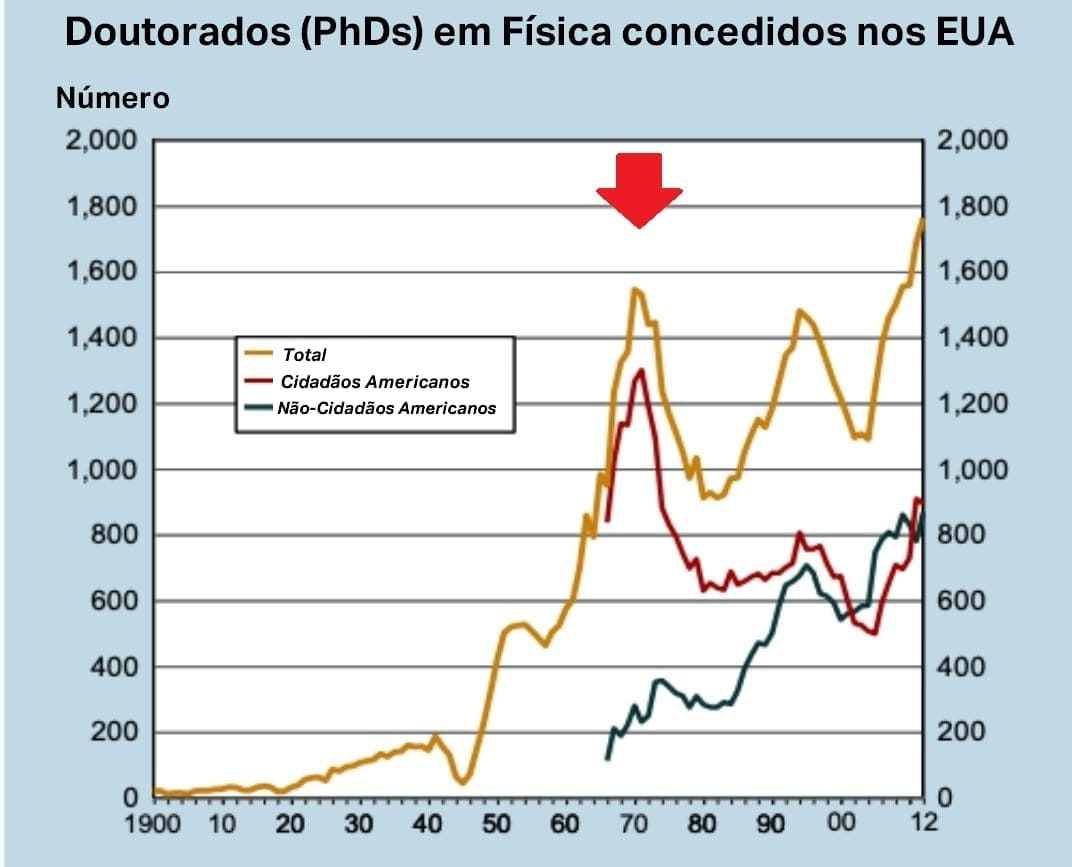 Doutorados (PhDs) em Física concedidos nos EUA
Número
2,000 2,000
1,800 1,800
1,600 1,600
1,400 1,400
Total
Cidadãos Americanos
1,200 1,200
Não-Cidadãos Americanos
1,000 1,000
800 800
600 600
400 400
200 200
0 0
1900 10 20 30 40 50 60 70 80 90 00 12